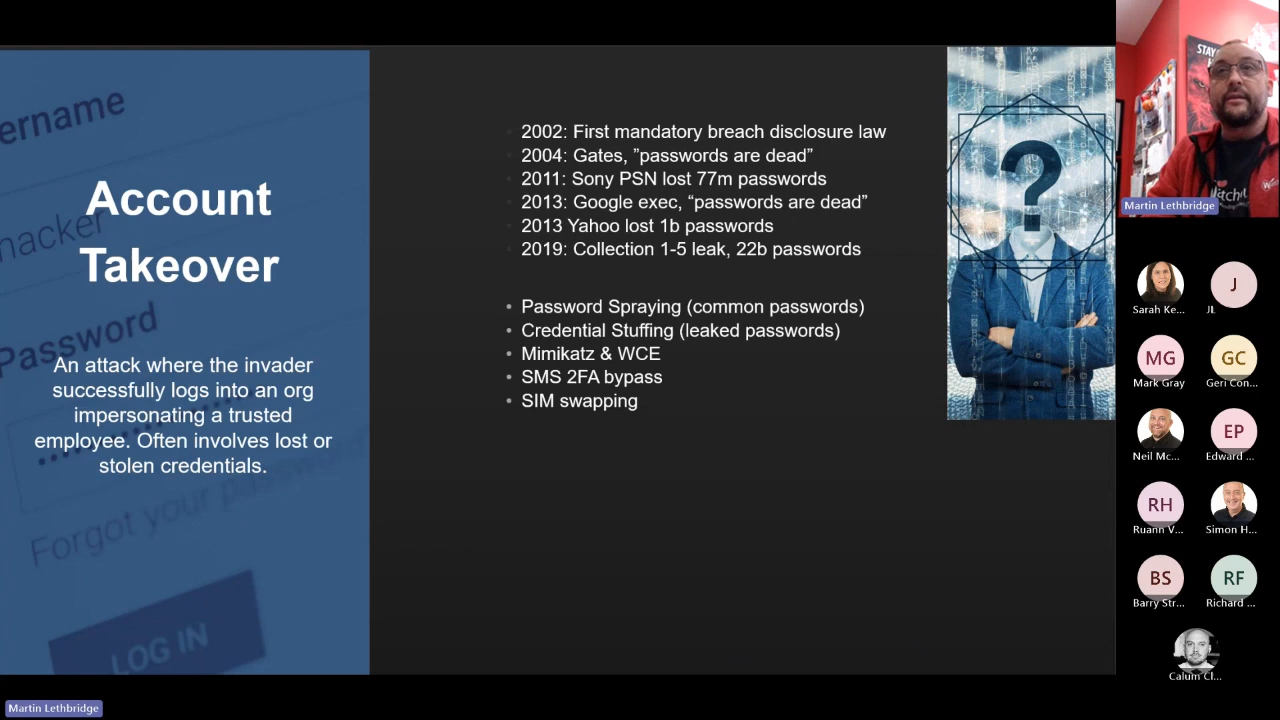 ername
hacker
Password
Forgot your password
LOG IN
Account
Takeover
An attack where the invader
successfully logs into an org
impersonating a trusted
employee. Often involves lost or
stolen credentials.
2002: First mandatory breach disclosure law
2004: Gates, ”passwords are dead”
2011: Sony PSN lost 77m passwords
2013: Google exec, “passwords are dead”
2013 Yahoo lost 1b passwords
2019: Collection 1-5 leak, 22b passwords
• Password Spraying (common passwords)
• Credential Stuffing (leaked passwords)
• Mimikatz & WCE
• SMS 2FA bypass
• SIM swapping
?
STAY
Martin Lethbridge
Sarah Ke...
J
JL
MG
Mark Gray
GC
Geri Con...
Neil Mc...
EP
Edward ...
RH
Ruann V...
Simon H...
BS
Barry Str...
RF
Richard ...
Calum Cl...
Martin Lethbridge